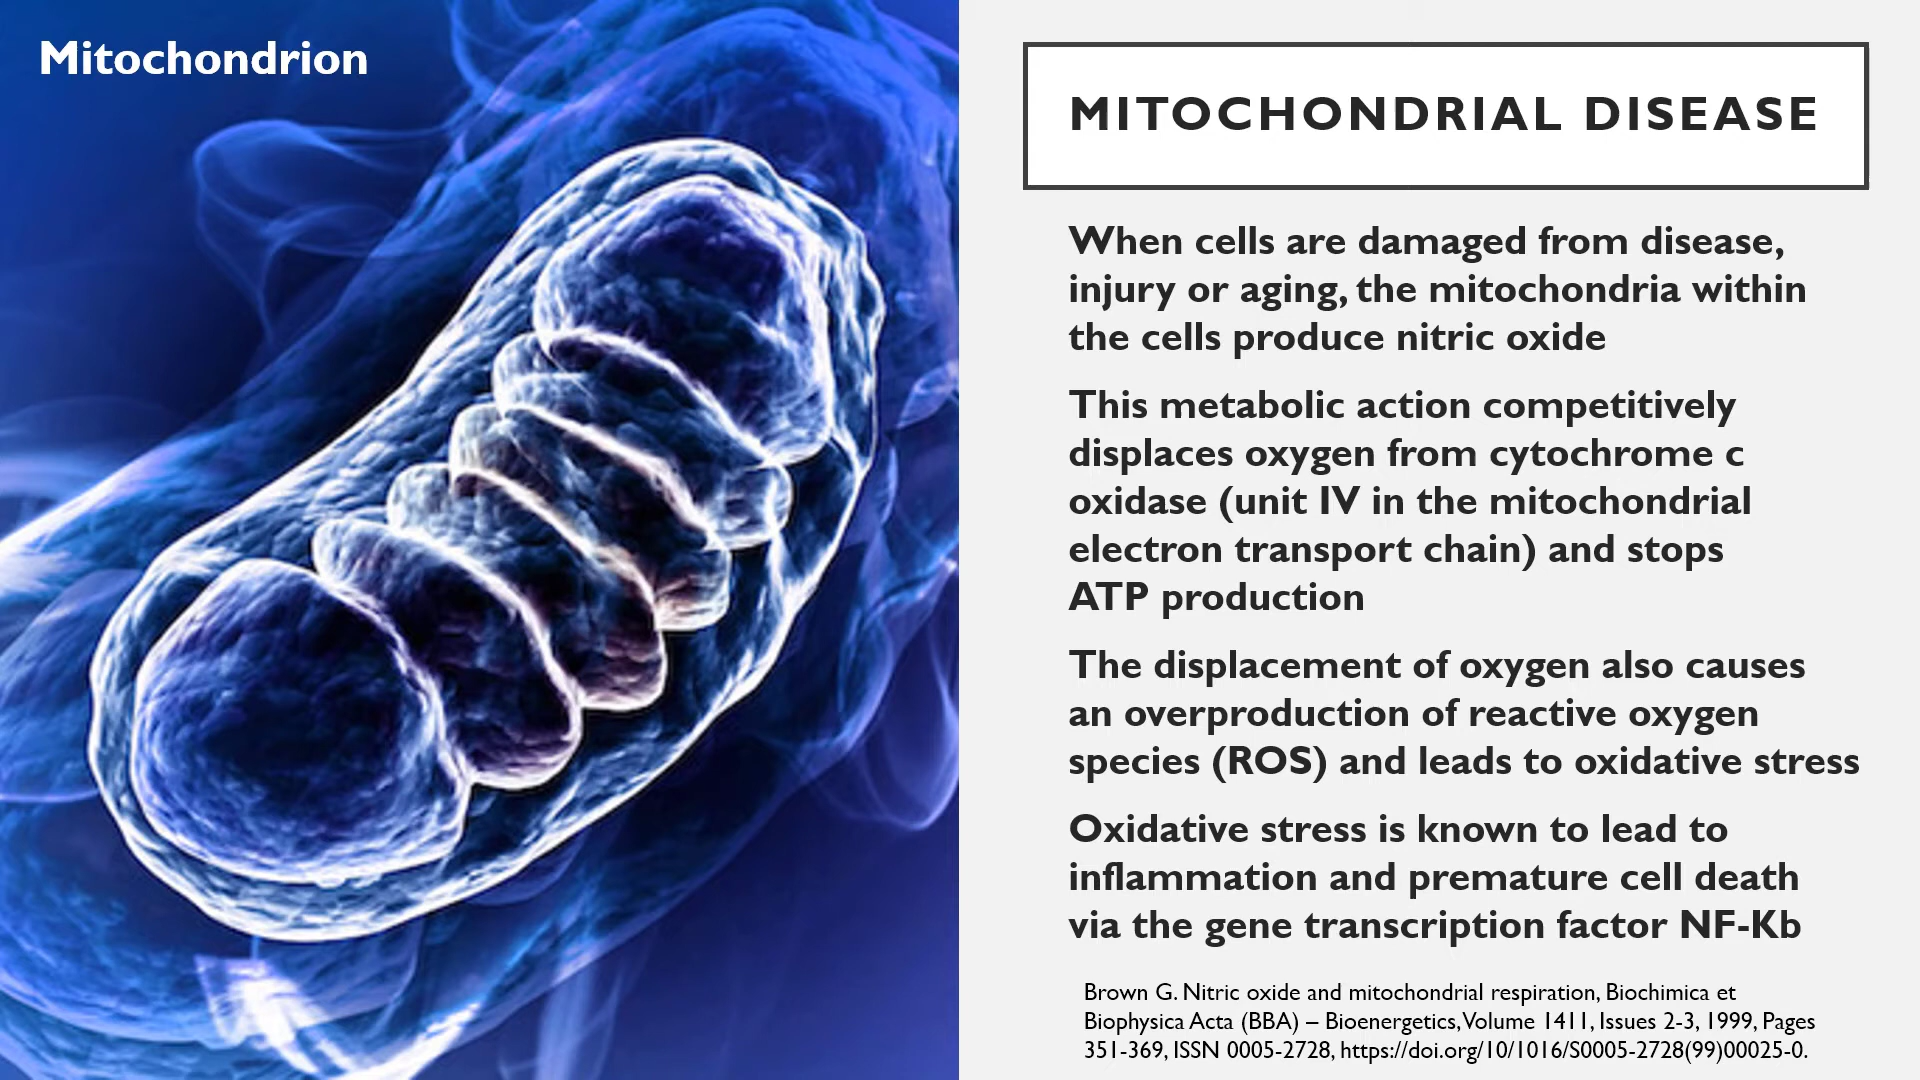 Mitochondrion
MITOCHONDRIAL DISEASE
When cells are damaged from disease,
injury or aging, the mitochondria within
the cells produce nitric oxide
This metabolic action competitively
displaces oxygen from cytochrome c
oxidase (unit IV in the mitochondrial
electron transport chain) and stops
ATP production
The displacement of oxygen also causes
an overproduction of reactive oxygen
species (ROS) and leads to oxidative stress
Oxidative stress is known to lead to
inflammation and premature cell death
via the gene transcription factor NF-Kb
Brown G. Nitric oxide and mitochondrial respiration, Biochimica et
Biophysica Acta (BBA) – Bioenergetics, Volume 1411, Issues 2-3, 1999, Pages
351-369, ISSN 0005-2728, https://doi.org/10/1016/S0005-2728(99)00025-0.